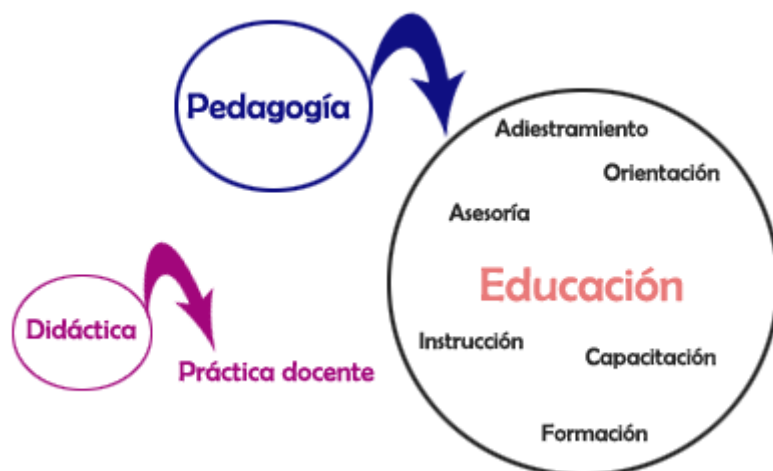 Pedagogía
Adiestramiento
Orientación
Asesoría
Educación
Didáctica
Instrucción
Práctica docente
Capacitación
Formación